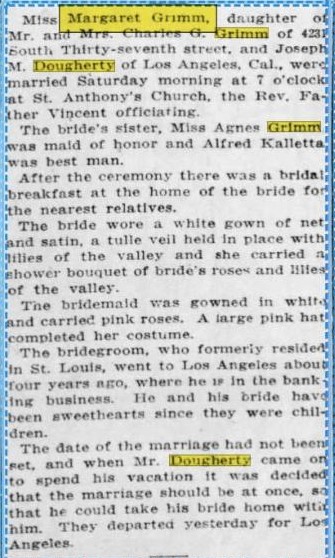 Miss Margaret Grimm, daughter of
Mr. and Mrs. Charles G. Grimm of 4231
South Thirty-seventh street, and Joseph
M. Dougherty of Los Angeles, Cal., were
married Saturday morning at 7 o'clock
at St. Anthony's Church, the Rev. Fa-
ther Vincent officiating.
The bride's sister, Miss Agnes Grimm
was maid of honor and Alfred Kalletta
was best man.
After the ceremony there was a bridal
breakfast at the home of the bride for
the nearest relatives.
The bride wore a white gown of net
and satin, a tulle veil held in place with
lilies of the valley and she carried a
shower bouquet of bride's roses and lilies
of the valley.
The bridemaid was gowned in white
and carried pink roses. A large pink hat
completed her costume.
The bridegroom, who formerly resided
in St. Louis, went to Los Angeles about
four years ago, where he is in the bank-
ing business. He and his bride have
been sweethearts since they were chil-
dren.
The date of the marriage had not been
set, and when Mr. Dougherty came on
to spend his vacation it was decided
that the marriage should be at once, so
that he could take his bride home with
him. They departed yesterday for Los
Angeles.